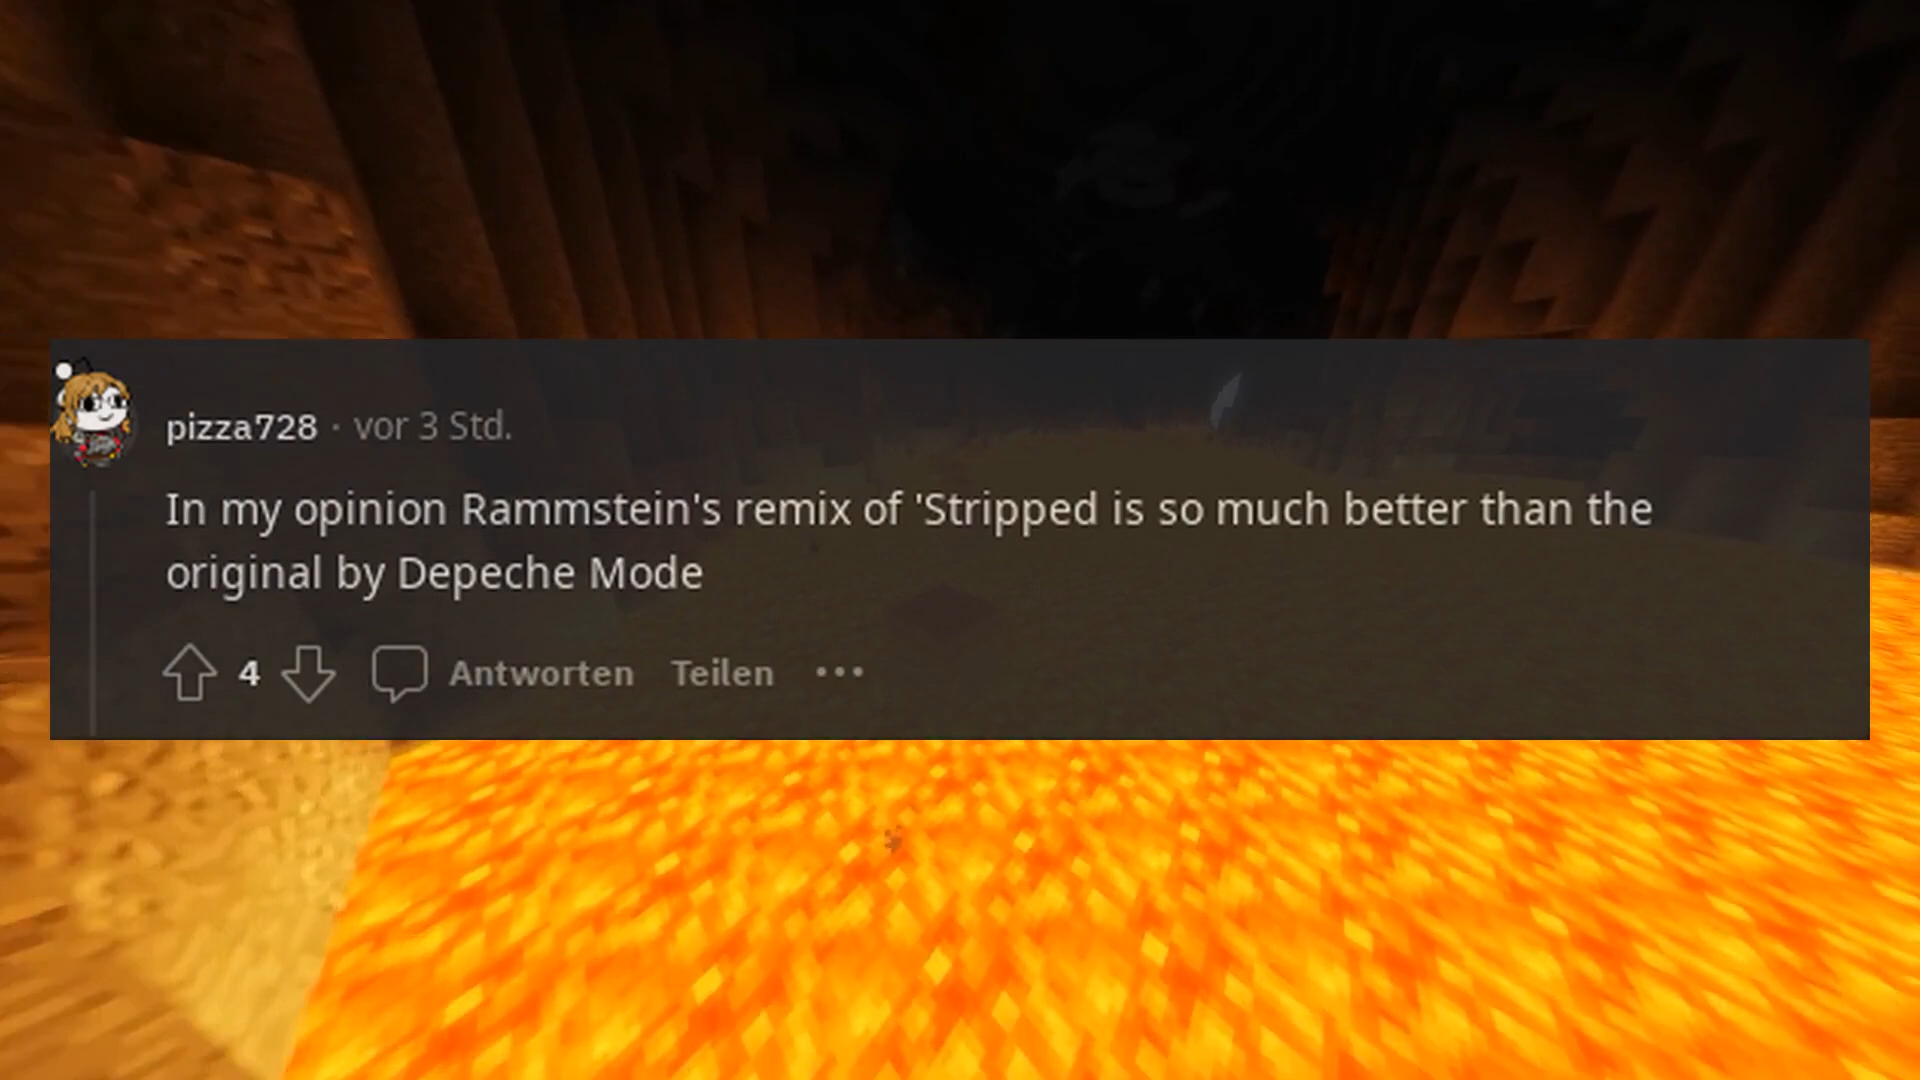 pizza728 · vor 3 Std.
In my opinion Rammstein's remix of 'Stripped is so much better than the
original by Depeche Mode
4 Antworten Teilen ···